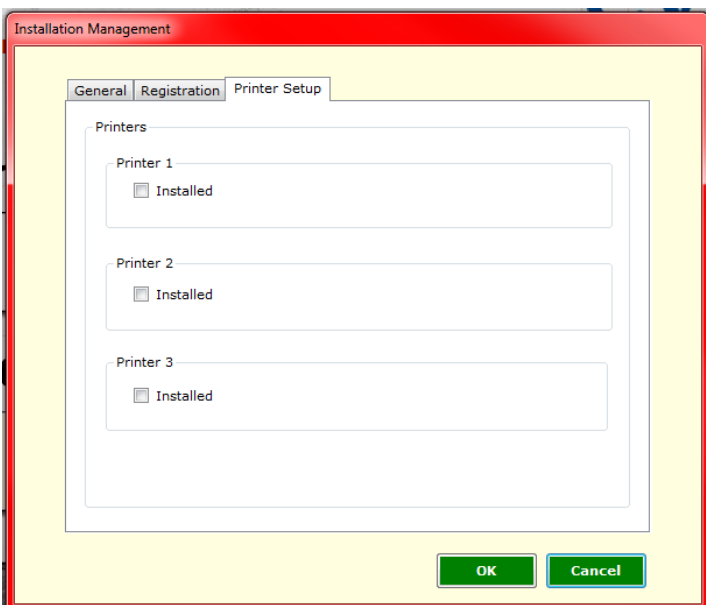 Installation Management
General Registration Printer Setup
Printers
Printer 1
Installed
Printer 2
Installed
Printer 3
Installed
OK Cancel